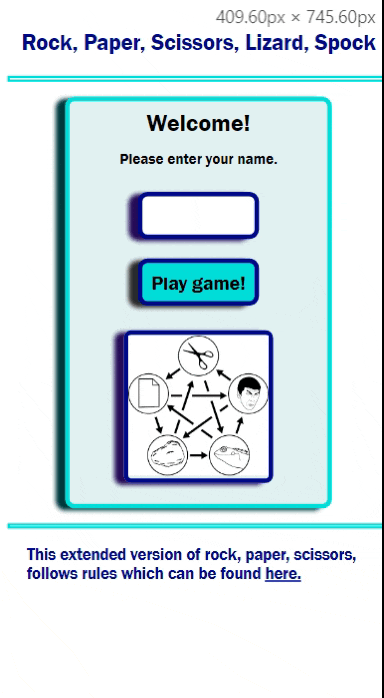 409.60px × 745.60px
Rock, Paper, Scissors, Lizard, Spock
Welcome!
Please enter your name.
Play game!
This extended version of rock, paper, scissors,
follows rules which can be found here.